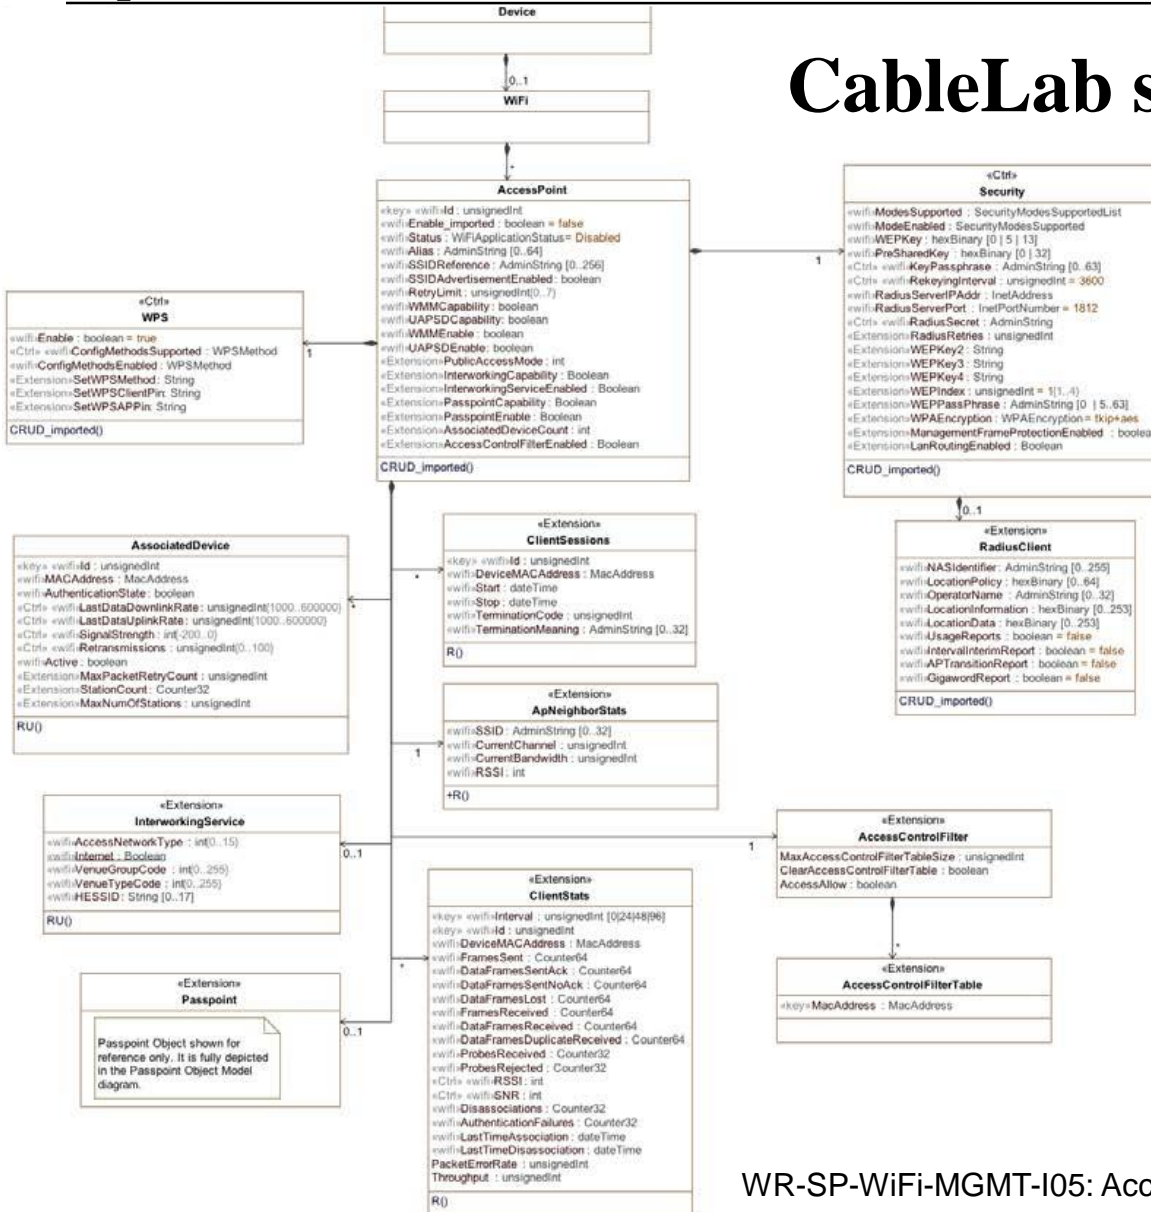 CableLab s
Device
0..1
WiFi
*
AccessPoint
«key» «wifi»Id : unsignedInt
«wifi»Enable_imported : boolean = false
«wifi»Status : WiFiApplicationStatus= Disabled
«wifi»Alias : AdminString [0..64]
«wifi»SSIDReference : AdminString [0..256]
«wifi»SSIDAdvertisementEnabled : boolean
«wifi»RetryLimit : unsignedInt(0..7)
«wifi»WMMCapability: boolean
«wifi»UAPSDCapability: boolean
«wifi»WMMEnable : boolean
«wifi»UAPSDEnable: boolean
«Extension»PublicAccessMode : int
«Extension»InterworkingCapability : Boolean
«Extension»InterworkingServiceEnabled : Boolean
«Extension»PasspointCapability : Boolean
«Extension»PasspointEnable : Boolean
«Extension»AssociatedDeviceCount : int
«Extension»AccessControlFilterEnabled : Boolean
CRUD_imported()
1
«Ctrl»
Security
«wifi»ModesSupported : SecurityModesSupportedList
«wifi»ModeEnabled : SecurityModesSupported
«wifi»WEPKey : hexBinary [0 | 5 | 13]
«wifi»PreSharedKey : hexBinary [0 | 32]
«Ctrl» «wifi»KeyPassphrase : AdminString [0..63]
«Ctrl» «wifi»RekeyingInterval : unsignedInt = 3600
«wifi»RadiusServerIPAddr : InetAddress
«wifi»RadiusServerPort : InetPortNumber = 1812
«Ctrl» «wifi»RadiusSecret : AdminString
«Extension»RadiusRetries : unsignedInt
«Extension»WEPKey2 : String
«Extension»WEPKey3 : String
«Extension»WEPKey4 : String
«Extension»WEPIndex : unsignedInt = 1(1..4)
«Extension»WEPPassPhrase : AdminString [0 | 5..63]
«Extension»WPAEncryption : WPAEncryption = tkip+aes
«Extension»ManagementFrameProtectionEnabled : boolea
«Extension»LanRoutingEnabled : Boolean
CRUD_imported()
«Ctrl»
WPS
«wifi»Enable : boolean = true
«Ctrl» «wifi»ConfigMethodsSupported : WPSMethod
«wifi»ConfigMethodsEnabled : WPSMethod
«Extension»SetWPSMethod: String
«Extension»SetWPSClientPin: String
«Extension»SetWPSAPPin: String
CRUD_imported()
1
0..1
«Extension»
RadiusClient
«wifi»NASIdentifier : AdminString [0..255]
«wifi»LocationPolicy : hexBinary [0..64]
«wifi»OperatorName : AdminString [0..32]
«wifi»LocationInformation : hexBinary [0..253]
«wifi»LocationData : hexBinary [0..253]
«wifi»UsageReports : boolean = false
«wifi»IntervalInterimReport : boolean = false
«wifi»APTransitionReport : boolean = false
«wifi»GigawordReport : boolean = false
CRUD_imported()
AssociatedDevice
«key» «wifi»Id : unsignedInt
«wifi»MACAddress : MacAddress
«wifi»AuthenticationState : boolean
«Ctrl» «wifi»LastDataDownlinkRate : unsignedInt(1000..600000)
«Ctrl» «wifi»LastDataUplinkRate : unsignedInt(1000..600000)
«Ctrl» «wifi»SignalStrength : int(-200..0)
«Ctrl» «wifi»Retransmissions : unsignedInt(0..100)
«wifi»Active : boolean
«Extension»MaxPacketRetryCount : unsignedInt
«Extension»StationCount : Counter32
«Extension»MaxNumOfStations : unsignedInt
RU()
*
«Extension»
ClientSessions
«key» «wifi»Id : unsignedInt
«wifi»DeviceMACAddress : MacAddress
«wifi»Start : dateTime
«wifi»Stop : dateTime
«wifi»TerminationCode : unsignedInt
«wifi»TerminationMeaning : AdminString [0..32]
R()
*
«Extension»
ApNeighborStats
«wifi»SSID : AdminString [0..32]
«wifi»CurrentChannel : unsignedInt
«wifi»CurrentBandwidth : unsignedInt
«wifi»RSSI : int
+R()
1
«Extension»
InterworkingService
«wifi»AccessNetworkType : int(0..15)
«wifi»Internet : Boolean
«wifi»VenueGroupCode : int(0..255)
«wifi»VenueTypeCode : int(0..255)
«wifi»HESSID: String [0..17]
RU()
0..1
1
«Extension»
AccessControlFilter
MaxAccessControlFilterTableSize : unsignedInt
ClearAccessControlFilterTable : boolean
AccessAllow : boolean
*
«Extension»
AccessControlFilterTable
«key»MacAddress : MacAddress
«Extension»
ClientStats
«key» «wifi»Interval : unsignedInt [0|24|48|96]
«key» «wifi»Id : unsignedInt
«wifi»DeviceMACAddress : MacAddress
«wifi»FramesSent : Counter64
«wifi»DataFramesSentAck : Counter64
«wifi»DataFramesSentNoAck : Counter64
«wifi»DataFramesLost : Counter64
«wifi»FramesReceived : Counter64
«wifi»DataFramesReceived : Counter64
«wifi»DataFramesDuplicateReceived : Counter64
«wifi»ProbesReceived : Counter32
«wifi»ProbesRejected : Counter32
«Ctrl» «wifi»RSSI : int
«Ctrl» «wifi»SNR : int
«wifi»Disassociations : Counter32
«wifi»AuthenticationFailures : Counter32
«wifi»LastTimeAssociation : dateTime
«wifi»LastTimeDisassociation : dateTime
PacketErrorRate : unsignedInt
Throughput : unsignedInt
R()
*
«Extension»
Passpoint
Passpoint Object shown for
reference only. It is fully depicted
in the Passpoint Object Model
diagram.
0..1
WR-SP-WiFi-MGMT-I05: Acc